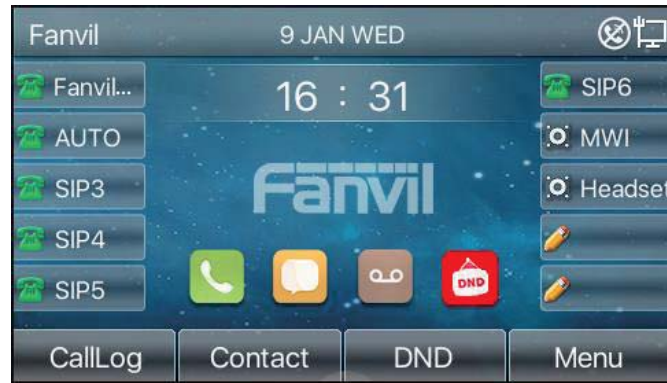 Fanvil 9 JAN WED
Fanvil... 16 : 31 SIP6
AUTO MWI
SIP3 Fanvil Headset
SIP4
SIP5 DND
CallLog Contact DND Menu